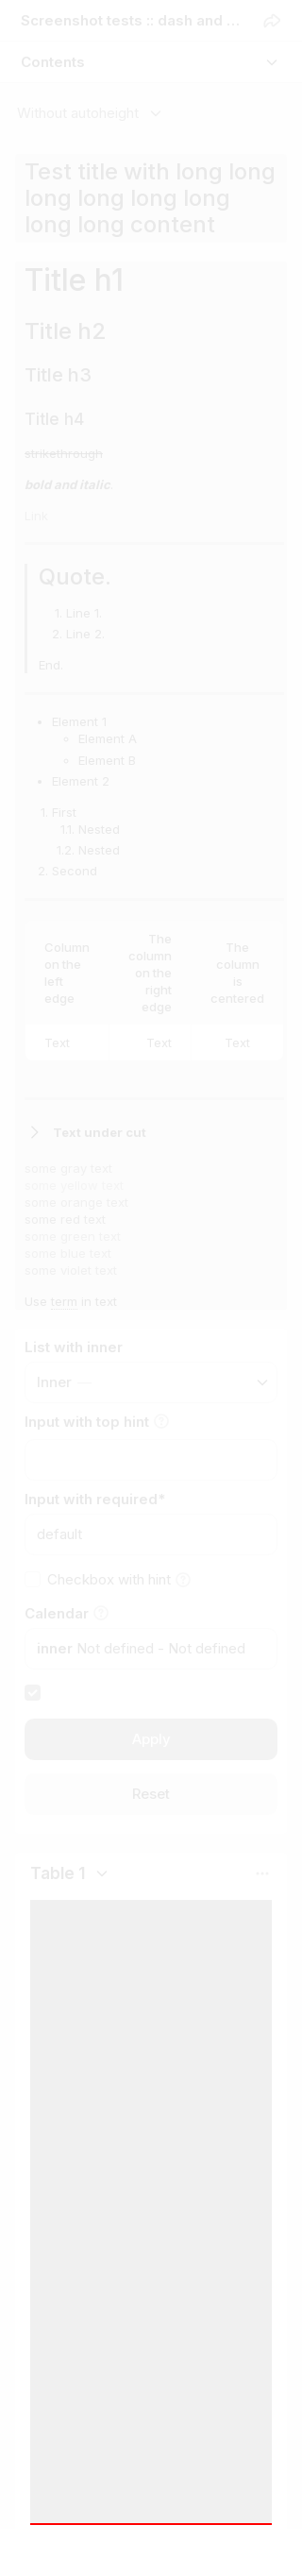 Screenshot tests :: dash and ...
Contents
Without autoheight
Test title with long long
long long long long
long long content
Title h1
Title h2
Title h3
Title h4
strikethrough
bold and italic.
Link
Quote.
1. Line 1.
2. Line 2.
End.
Element 1
Element A
Element B
Element 2
1. First
1.1. Nested
1.2. Nested
2. Second
Column on the left edge
The column on the right edge
The column is centered
Text Text Text
Text under cut
some gray text
some yellow text
some orange text
some red text
some green text
some blue text
some violet text
Use term in text
List with inner
Inner —
Input with top hint
Input with required*
default
Checkbox with hint
Calendar
inner Not defined - Not defined
Apply
Reset
Table 1